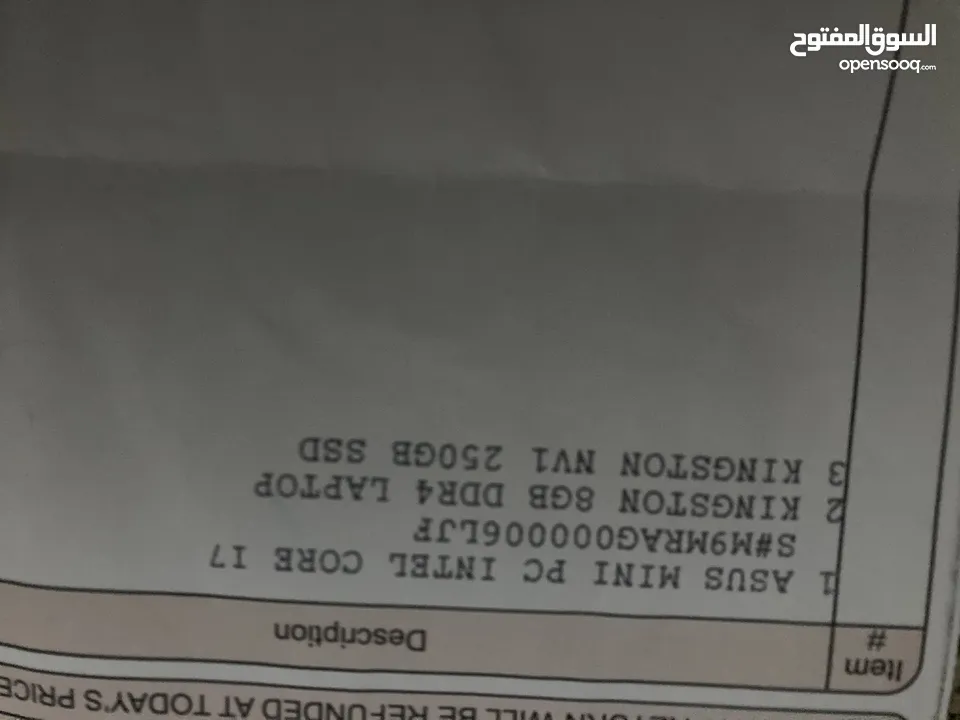 السوق المفتوح
opensooq.com
RETURN WILL BE REFUNDED AT TODAY'S PRICE
Item # Description
1 ASUS MINI PC INTEL CORE I7
S#M9MRAG000006LJF
2 KINGSTON 8GB DDR4 LAPTOP
3 KINGSTON NV1 250GB SSD